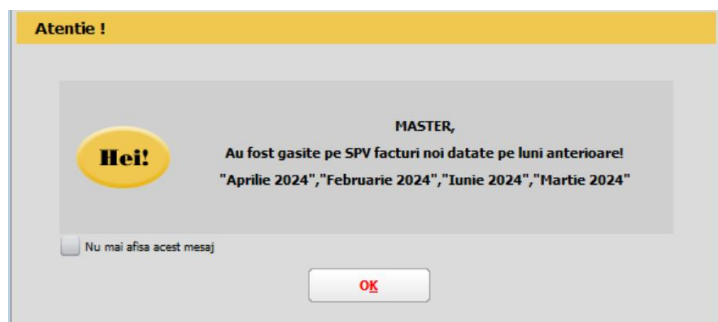 Atentie !
MASTER,
Hei!
Au fost gasite pe SPV facturi noi datate pe luni anterioare!
"Aprilie 2024","Februarie 2024","Iunie 2024","Martie 2024"
Nu mai afisa acest mesaj
OK